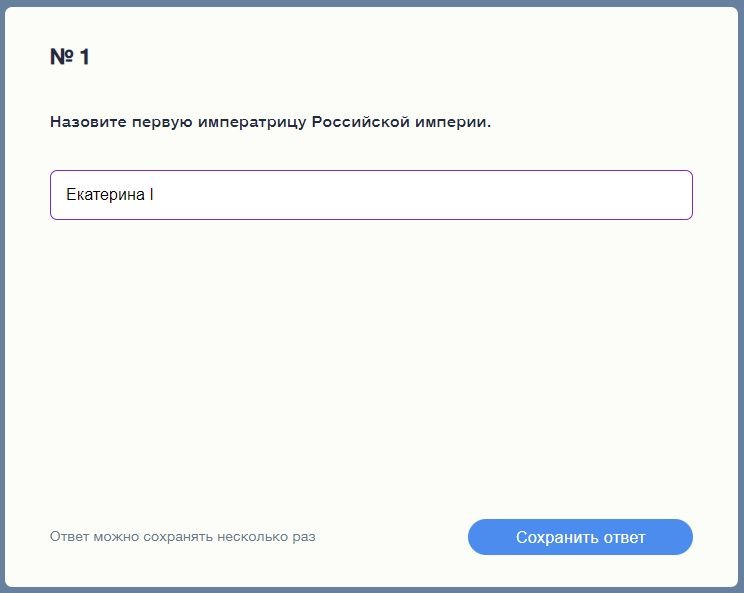 № 1
Назовите первую императрицу Российской империи.
Екатерина I
Ответ можно сохранять несколько раз
Сохранить ответ